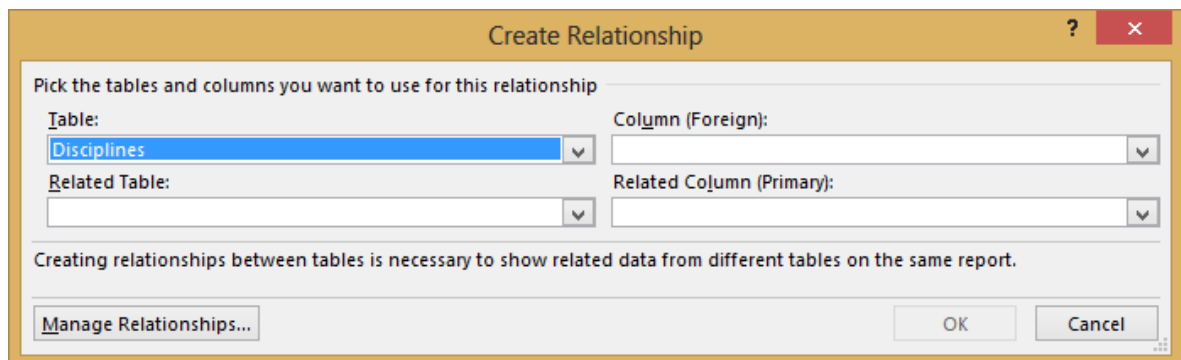 Create Relationship
?
Pick the tables and columns you want to use for this relationship
Table:
Column (Foreign):
Disciplines
Related Table:
Related Column (Primary):
Creating relationships between tables is necessary to show related data from different tables on the same report.
Manage Relationships...
OK
Cancel